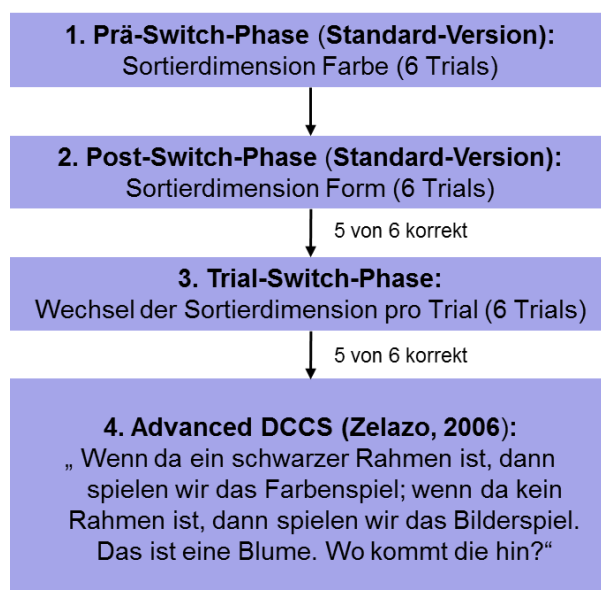 1. Prä-Switch-Phase (Standard-Version):
Sortierdimension Farbe (6 Trials)
2. Post-Switch-Phase (Standard-Version):
Sortierdimension Form (6 Trials)
5 von 6 korrekt
3. Trial-Switch-Phase:
Wechsel der Sortierdimension pro Trial (6 Trials)
5 von 6 korrekt
4. Advanced DCCS (Zelazo, 2006):
„ Wenn da ein schwarzer Rahmen ist, dann
spielen wir das Farbenspiel; wenn da kein
Rahmen ist, dann spielen wir das Bilderspiel.
Das ist eine Blume. Wo kommt die hin?“